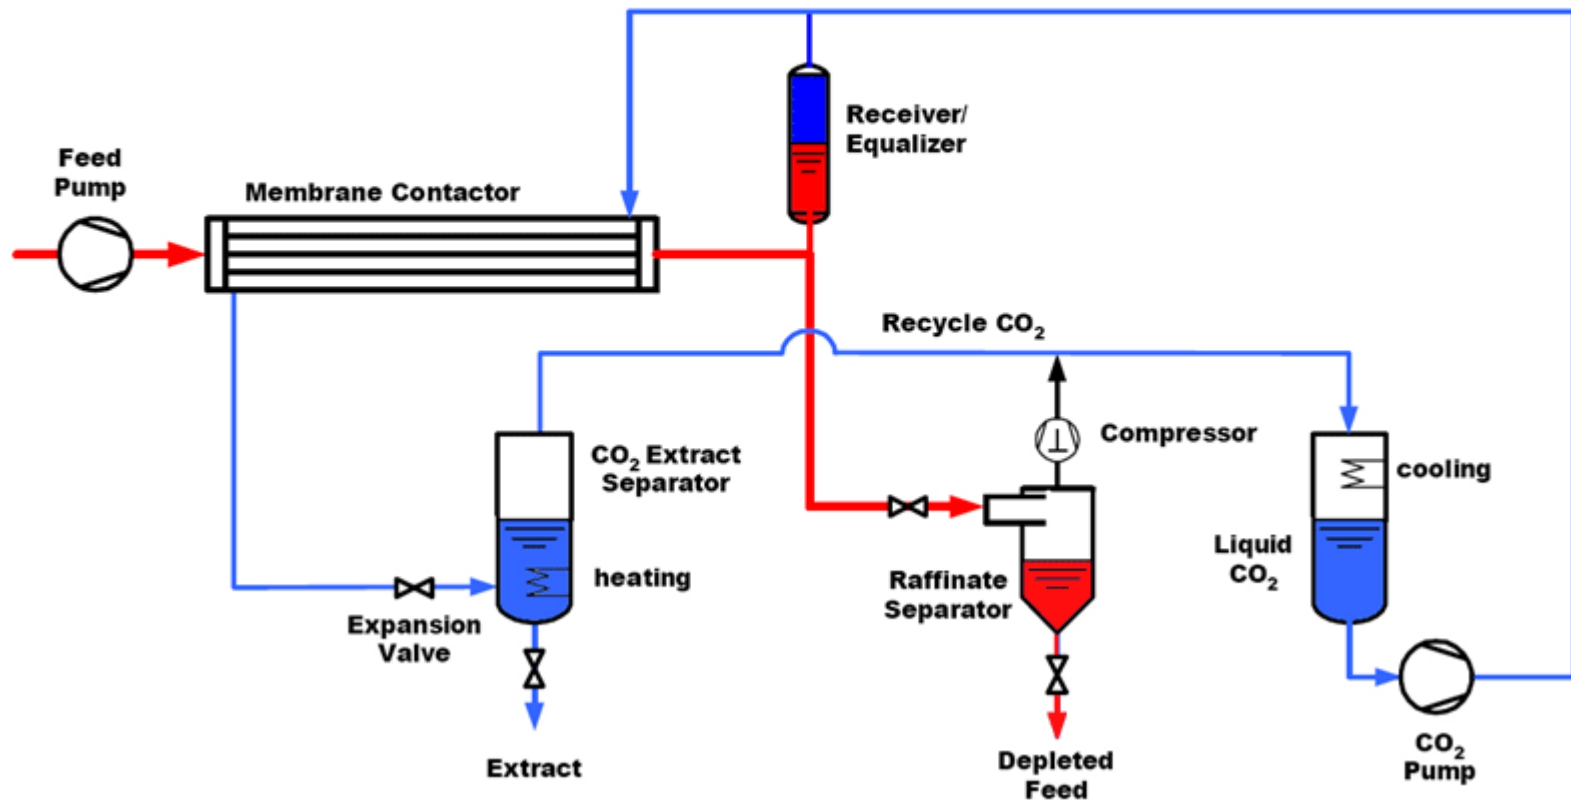 Receiver/
Equalizer
Feed
Pump
Membrane Contactor
Recycle CO₂
CO₂ Extract
Separator
Compressor
cooling
heating
Liquid
CO₂
Raffinate
Separator
Expansion
Valve
Extract
Depleted
Feed
CO₂
Pump